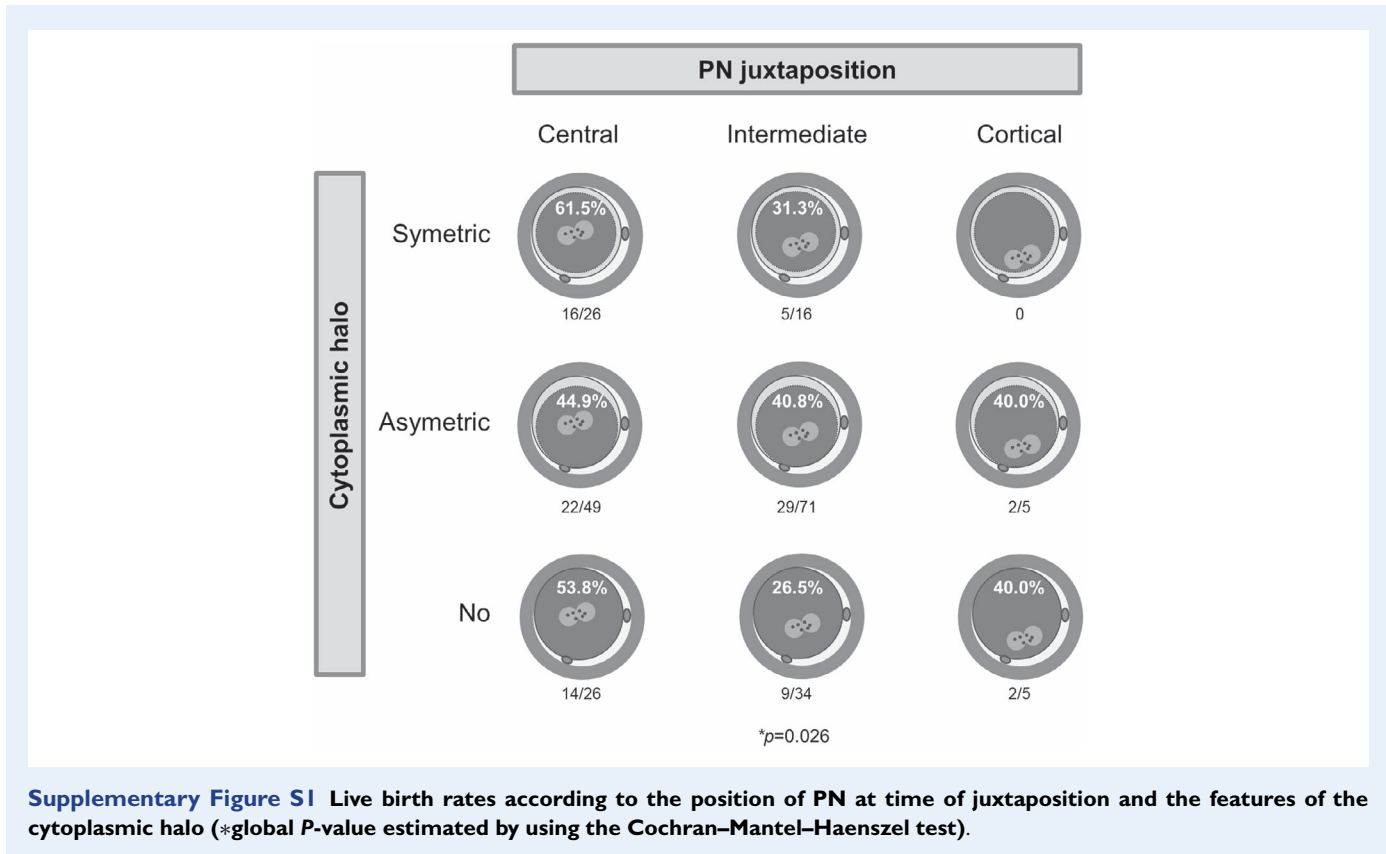 PN juxtaposition
Central Intermediate Cortical
Cytoplasmic halo
Symetric
61.5% 31.3%
16/26 5/16 0
Asymetric
44.9% 40.8% 40.0%
22/49 29/71 2/5
No
53.8% 26.5% 40.0%
14/26 9/34 2/5
*p=0.026
Supplementary Figure S1 Live birth rates according to the position of PN at time of juxtaposition and the features of the
cytoplasmic halo (*global P-value estimated by using the Cochran–Mantel–Haenszel test).